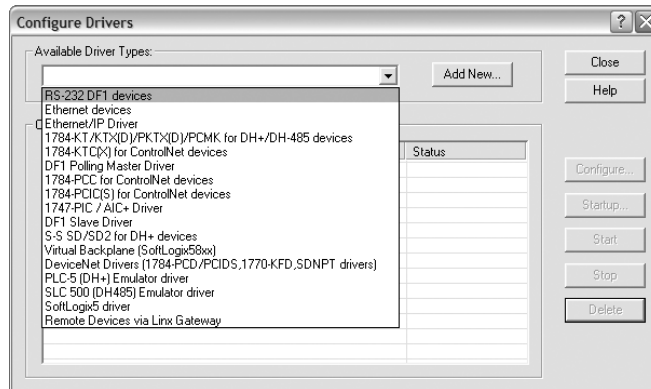 Configure Drivers
Available Driver Types:
Add New...
Close
Help
RS-232 DF1 devices
Ethernet devices
Ethernet/IP Driver
1784-KT/KTX(D)/PKTX(D)/PCMK for DH+/DH-485 devices
1784-KTC(X) for ControlNet devices
DF1 Polling Master Driver
1784-PCC for ControlNet devices
1784-PCIC(S) for ControlNet devices
1747-PIC / AIC+ Driver
DF1 Slave Driver
S-S SD/SD2 for DH+ devices
Virtual Backplane (SoftLogix58xx)
DeviceNet Drivers (1784-PCD/PCIDS,1770-KFD,SDNPT drivers)
PLC-5 (DH+) Emulator driver
SLC 500 (DH485) Emulator driver
SoftLogix5 driver
Remote Devices via Linx Gateway
Status
Configure...
Startup...
Start
Stop
Delete